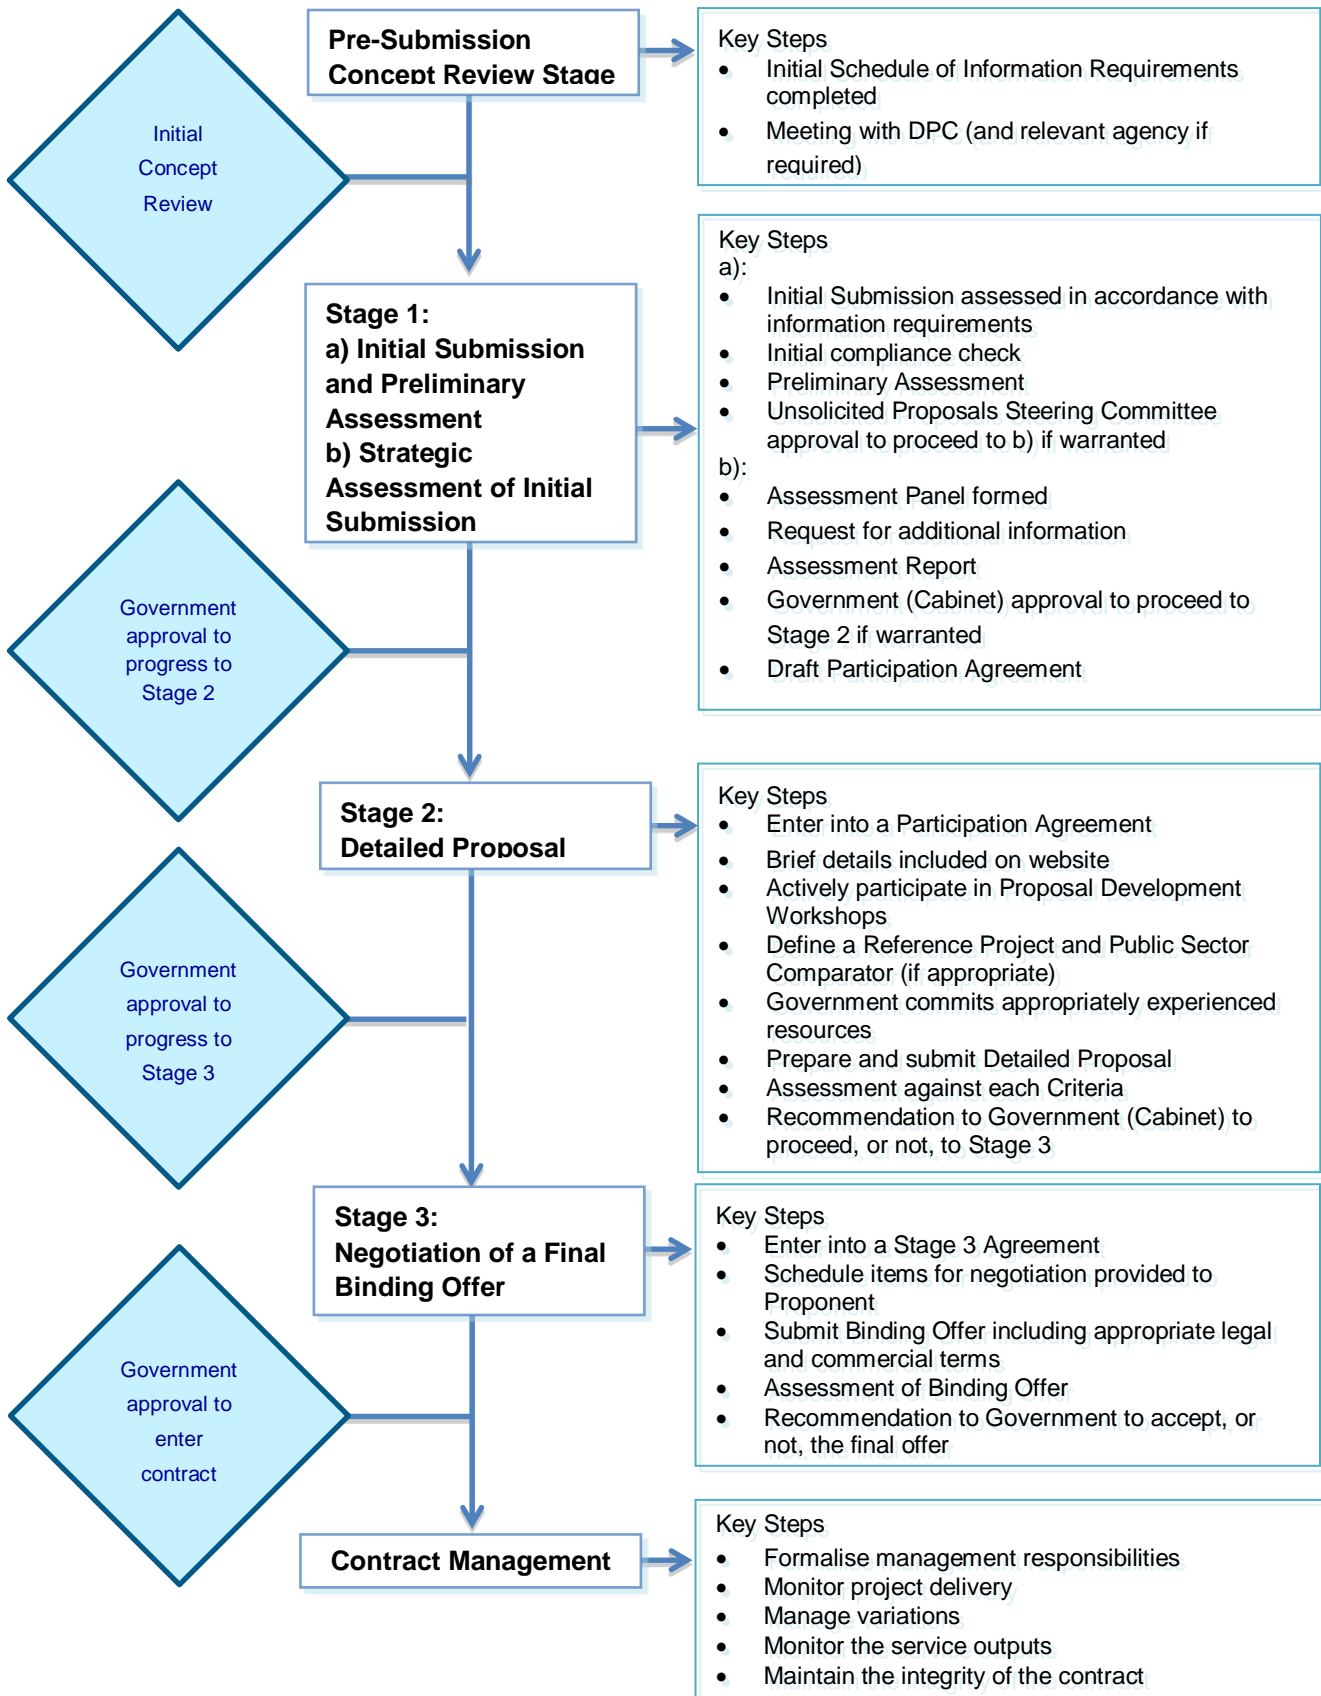 Pre-Submission
Concept Review Stage
Key Steps
• Initial Schedule of Information Requirements
completed
• Meeting with DPC (and relevant agency if
required)
Initial
Concept
Review
Stage 1:
a) Initial Submission
and Preliminary
Assessment
b) Strategic
Assessment of Initial
Submission
Key Steps
a):
• Initial Submission assessed in accordance with
information requirements
• Initial compliance check
• Preliminary Assessment
• Unsolicited Proposals Steering Committee
approval to proceed to b) if warranted
b):
• Assessment Panel formed
• Request for additional information
• Assessment Report
• Government (Cabinet) approval to proceed to
Stage 2 if warranted
• Draft Participation Agreement
Government
approval to
progress to
Stage 2
Stage 2:
Detailed Proposal
Key Steps
• Enter into a Participation Agreement
• Brief details included on website
• Actively participate in Proposal Development
Workshops
• Define a Reference Project and Public Sector
Comparator (if appropriate)
• Government commits appropriately experienced
resources
• Prepare and submit Detailed Proposal
• Assessment against each Criteria
• Recommendation to Government (Cabinet) to
proceed, or not, to Stage 3
Government
approval to
progress to
Stage 3
Stage 3:
Negotiation of a Final
Binding Offer
Key Steps
• Enter into a Stage 3 Agreement
• Schedule items for negotiation provided to
Proponent
• Submit Binding Offer including appropriate legal
and commercial terms
• Assessment of Binding Offer
• Recommendation to Government to accept, or
not, the final offer
Government
approval to
enter
contract
Contract Management
Key Steps
• Formalise management responsibilities
• Monitor project delivery
• Manage variations
• Monitor the service outputs
• Maintain the integrity of the contract